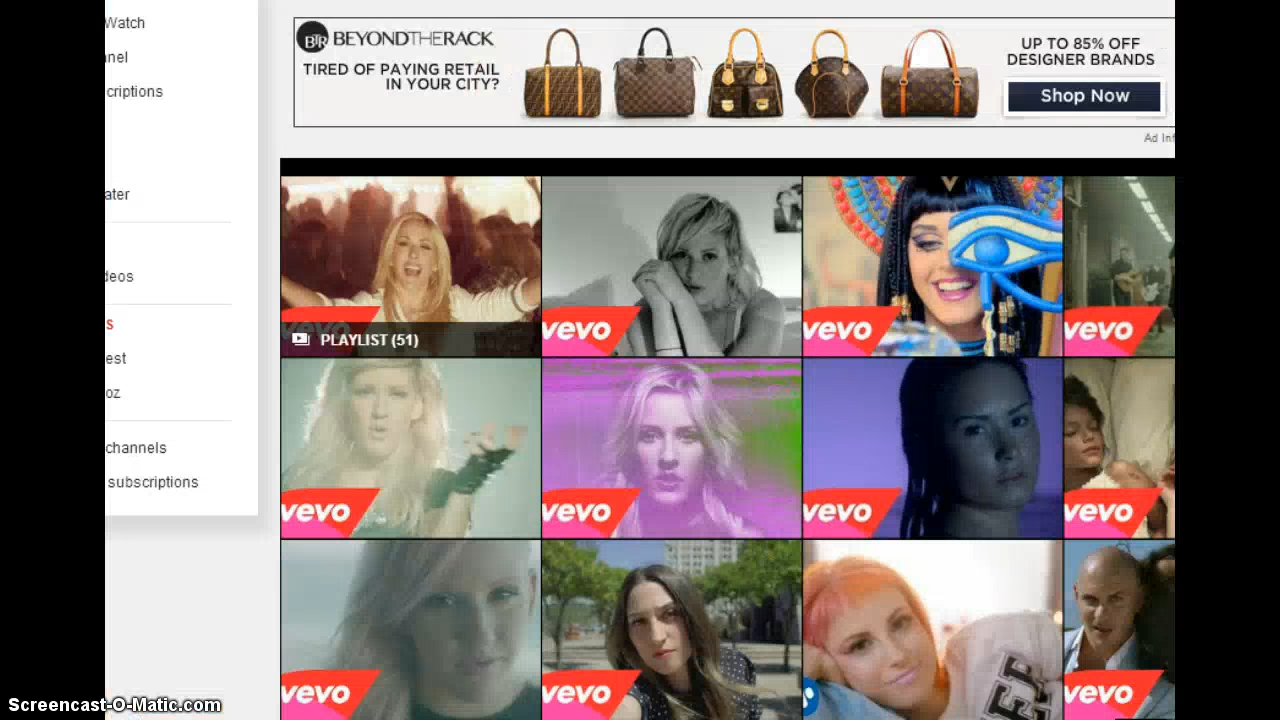 Watch
nnel
criptions
ater
deos
s
est
oz
channels
subscriptions
BTR BEYONDTHERACK
TIRED OF PAYING RETAIL
IN YOUR CITY?
UP TO 85% OFF
DESIGNER BRANDS
Shop Now
Ad Inf
PLAYLIST (51)
vevo
vevo
vevo
vevo
vevo
vevo
vevo
vevo
vevo
vevo
Screencast-O-Matic.com